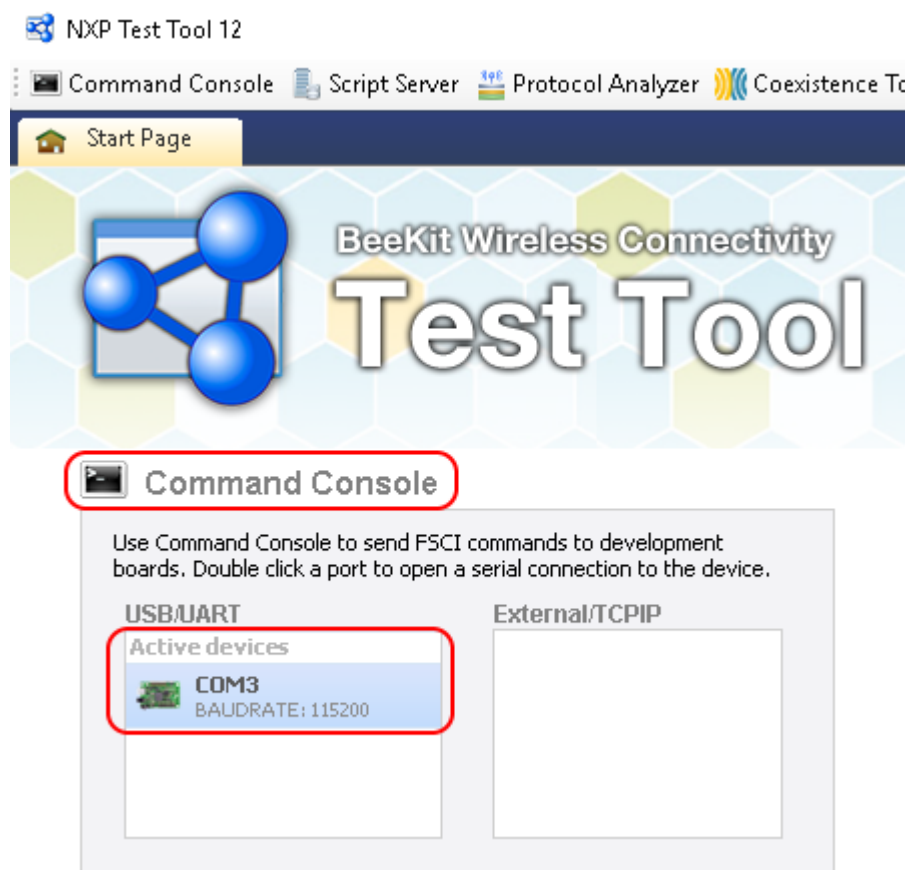 NXP Test Tool 12
Command Console Script Server Protocol Analyzer Coexistence To
Start Page
BeeKit Wireless Connectivity
Test Tool
Command Console
Use Command Console to send FSCI commands to development
boards. Double click a port to open a serial connection to the device.
USB/UART External/TCPIP
Active devices
COM3
BAUDRATE: 115200